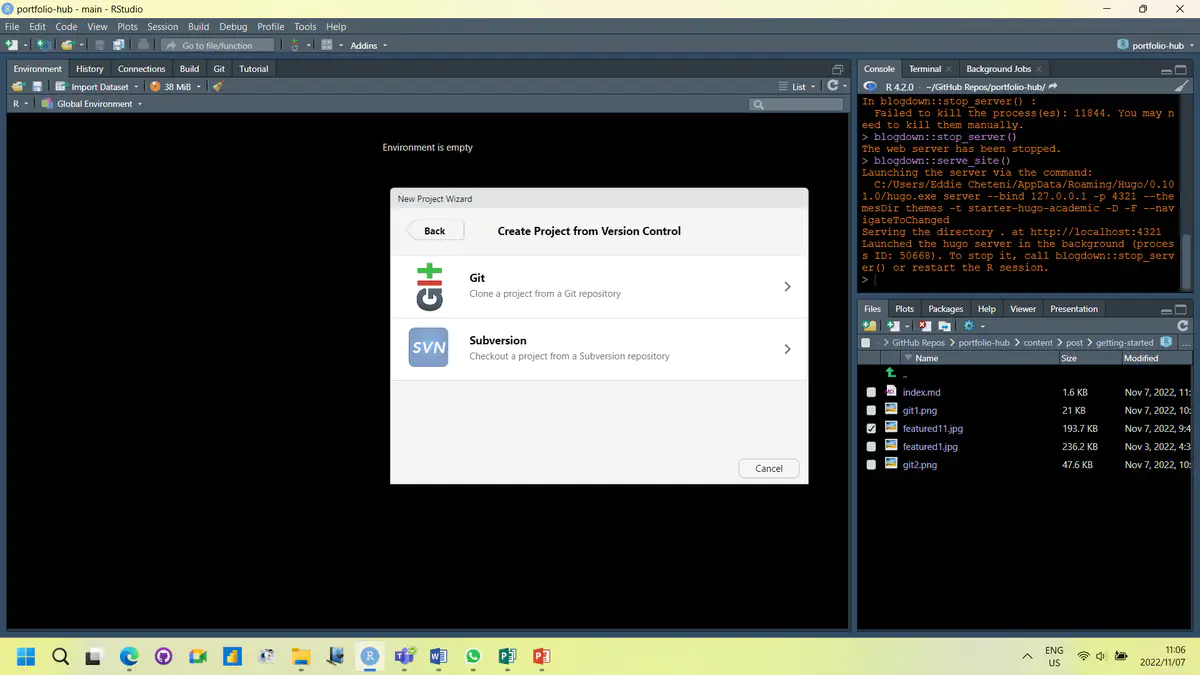 portfolio-hub - main - RStudio
File Edit Code View Plots Session Build Debug Profile Tools Help
Go to file/function Addins portfolio-hub
Environment History Connections Build Git Tutorial
Import Dataset 38 MiB List
R Global Environment
Environment is empty
New Project Wizard
Back Create Project from Version Control
Git
Clone a project from a Git repository
SVN
Subversion
Checkout a project from a Subversion repository
Cancel
Console Terminal Background Jobs
R 4.2.0 · ~/GitHub Repos/portfolio-hub/
In blogdown::stop_server() :
Failed to kill the process(es): 11844. You may n
eed to kill them manually.
> blogdown::stop_server()
The web server has been stopped.
> blogdown::serve_site()
Launching the server via the command:
C:/Users/Eddie Cheteni/AppData/Roaming/Hugo/0.10
1.0/hugo.exe server --bind 127.0.0.1 -p 4321 --the
mesDir themes -t starter-hugo-academic -D -F --nav
igateToChanged
Serving the directory . at http://localhost:4321
Launched the hugo server in the background (proces
s ID: 50668). To stop it, call blogdown::stop_serv
er() or restart the R session.
>
Files Plots Packages Help Viewer Presentation
GitHub Repos portfolio-hub content post getting-started ...
Name Size Modified
..
index.md 1.6 KB Nov 7, 2022, 11:
git1.png 21 KB Nov 7, 2022, 10:
featured11.jpg 193.7 KB Nov 7, 2022, 9:4
featured1.jpg 236.2 KB Nov 3, 2022, 4:3
git2.png 47.6 KB Nov 7, 2022, 10:
ENG
US
11:06
2022/11/07